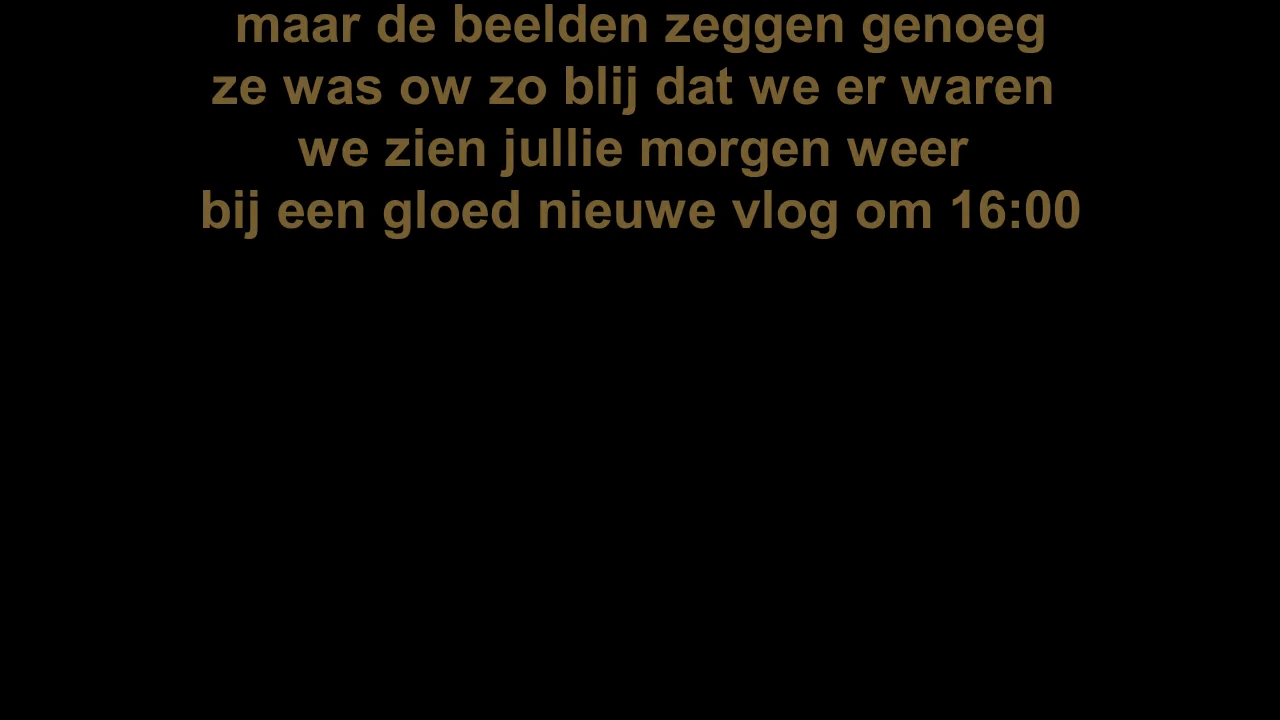 maar de beelden zeggen genoeg
ze was ow zo blij dat we er waren
we zien jullie morgen weer
bij een gloed nieuwe vlog om 16:00